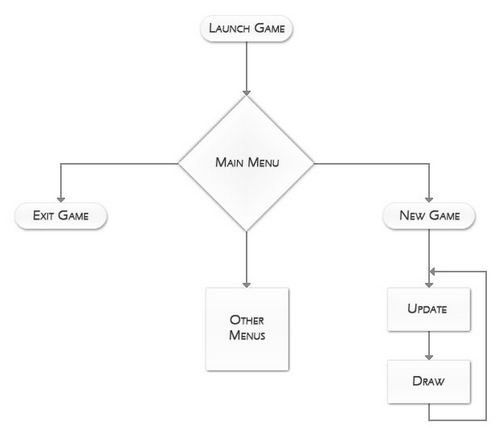 Launch Game
Main Menu
Exit Game
New Game
Other
Menus
Update
Draw